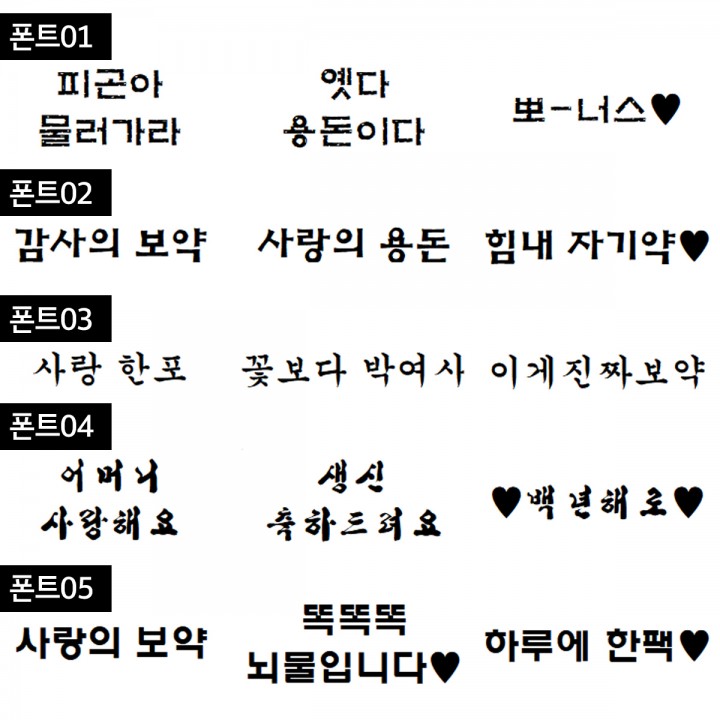 폰트01
피곤아
물러가라
옛다
용돈이다
뽀-너스♥
폰트02
감사의 보약
사랑의 용돈
힘내 자기약♥
폰트03
사랑 한포
꽃보다 박여사
이게진짜보약
폰트04
어머니
사랑해요
생신
축하드려요
♥백년해로♥
폰트05
사랑의 보약
똑똑똑
뇌물입니다♥
하루에 한팩♥